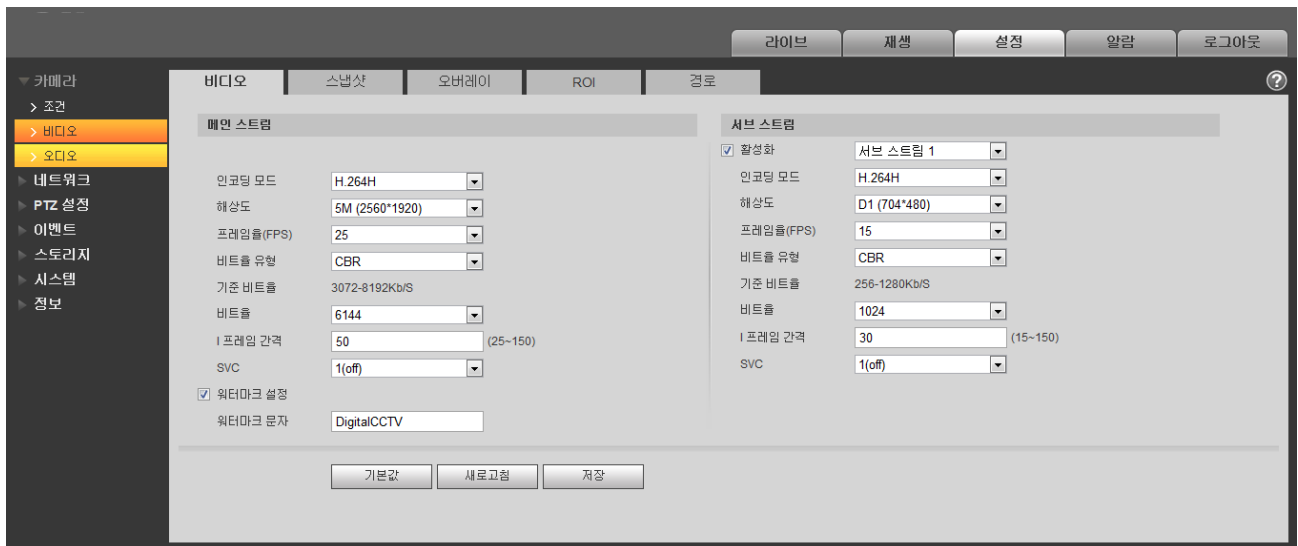 라이브 재생 설정 알람 로그아웃
카메라
조건
비디오
오디오
네트워크
PTZ 설정
이벤트
스토리지
시스템
정보
비디오 스냅샷 오버레이 ROI 경로
메인 스트림
인코딩 모드 H.264H
해상도 5M (2560*1920)
프레임율(FPS) 25
비트율 유형 CBR
기준 비트율 3072-8192Kb/S
비트율 6144
I 프레임 간격 50 (25~150)
SVC 1(off)
워터마크 설정
워터마크 문자 DigitalCCTV
서브 스트림
활성화 서브 스트림 1
인코딩 모드 H.264H
해상도 D1 (704*480)
프레임율(FPS) 15
비트율 유형 CBR
기준 비트율 256-1280Kb/S
비트율 1024
I 프레임 간격 30 (15~150)
SVC 1(off)
기본값 새로고침 저장